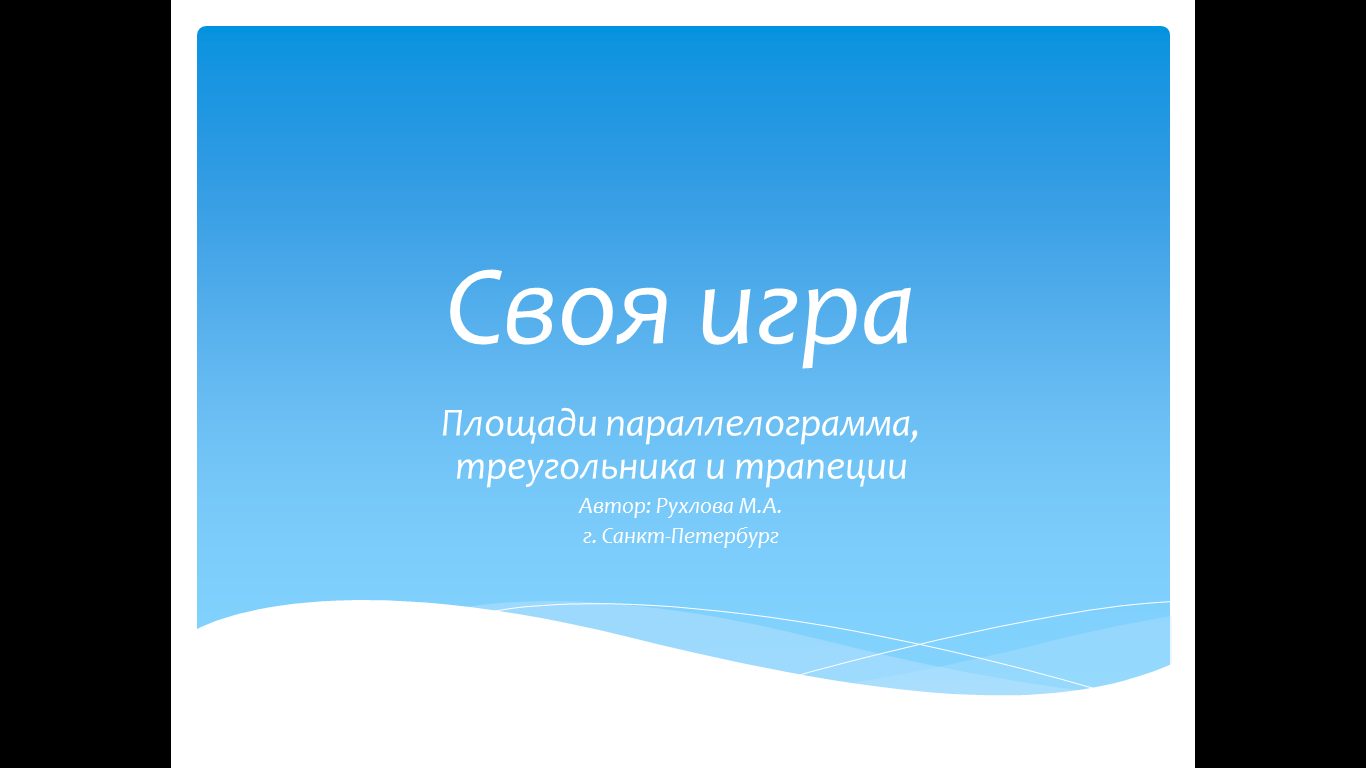 Своя игра
Площади параллелограмма,
треугольника и трапеции
Автор: Рухлова М.А.
г. Санкт-Петербург